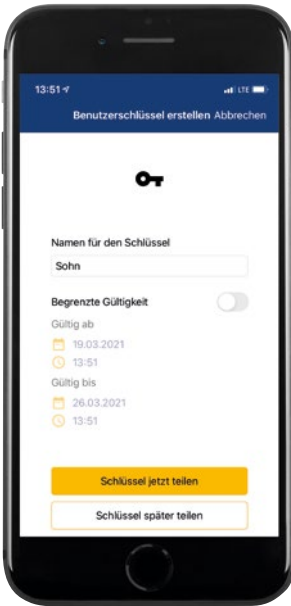 13:51 LTE
Benutzerschlüssel erstellen Abbrechen
Namen für den Schlüssel
Sohn
Begrenzte Gültigkeit
Gültig ab
19.03.2021
13:51
Gültig bis
26.03.2021
13:51
Schlüssel jetzt teilen
Schlüssel später teilen